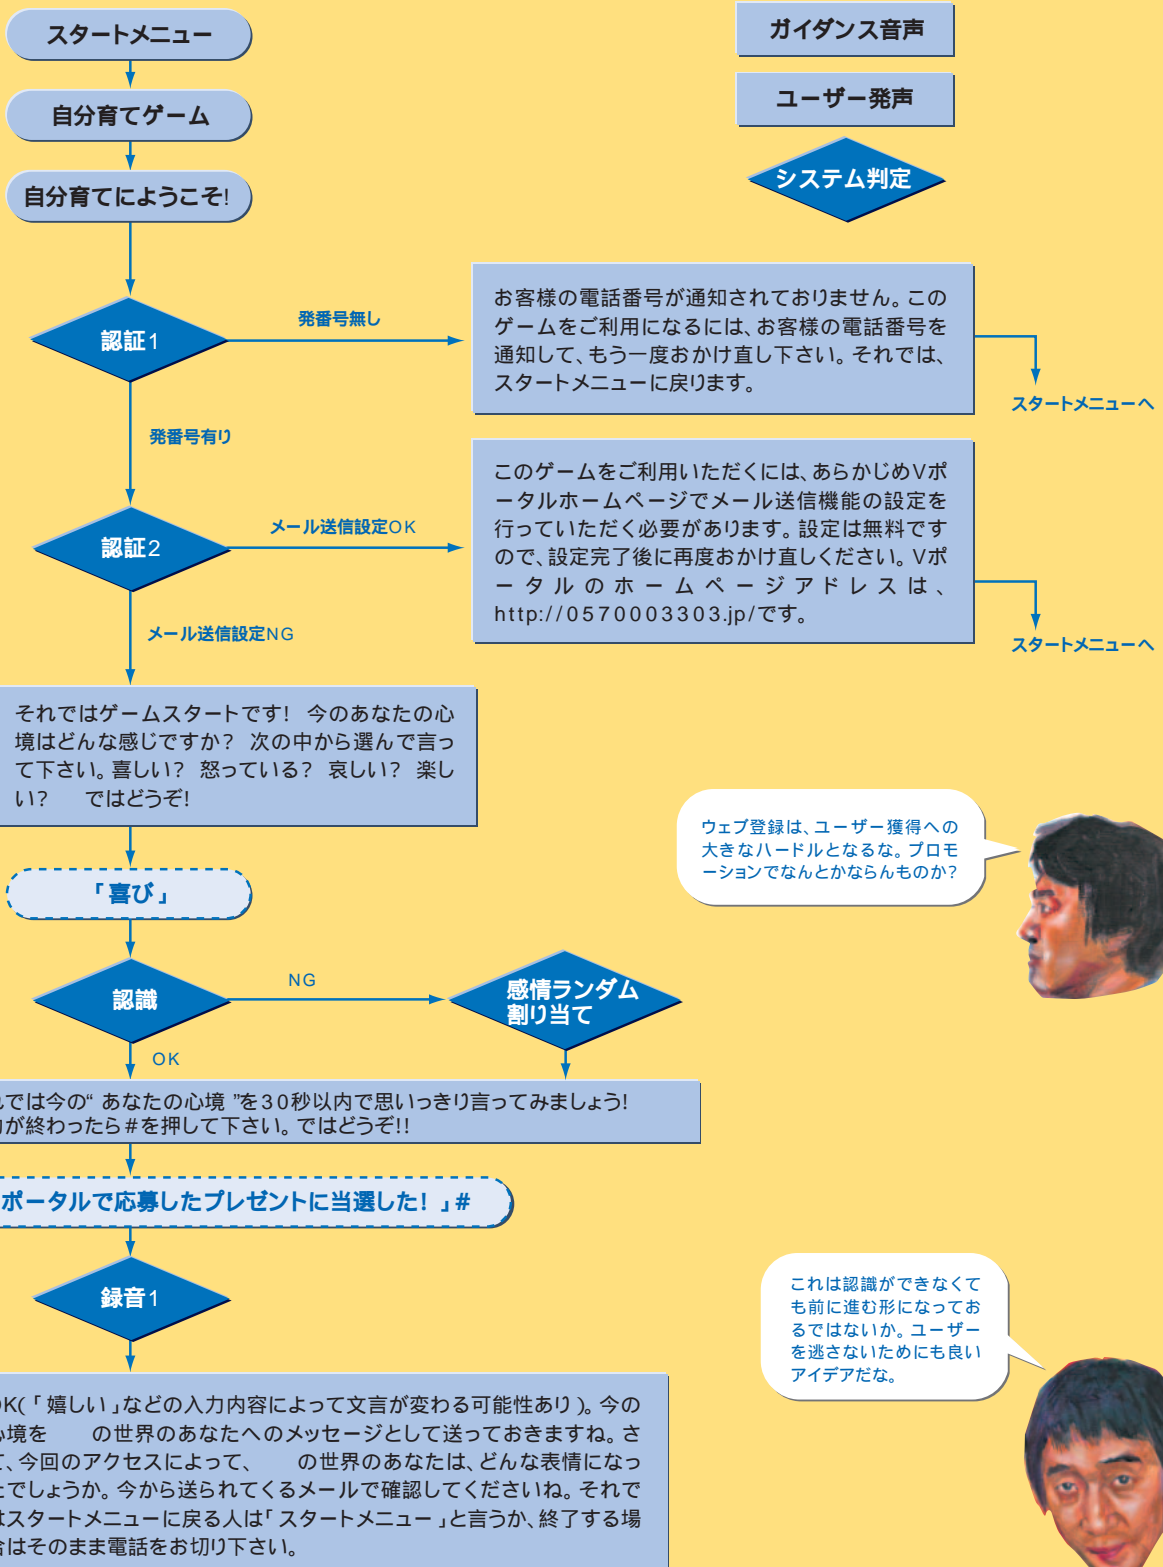 スタートメニュー
自分育てゲーム
自分育てにようこそ!
ガイダンス音声
ユーザー発声
システム判定
認証1
発番号無し
お客様の電話番号が通知されておりません。この
ゲームをご利用になるには、お客様の電話番号を
通知して、もう一度おかけ直し下さい。それでは、
スタートメニューに戻ります。
スタートメニューへ
発番号有り
認証2
メール送信設定OK
このゲームをご利用いただくには、あらかじめVポ
ータルホームページでメール送信機能の設定を
行っていただく必要があります。設定は無料です
ので、設定完了後に再度おかけ直しください。Vポ
ータルのホームページアドレスは、
http://0570003303.jp/です。
スタートメニューへ
メール送信設定NG
それではゲームスタートです! 今のあなたの心
境はどんな感じですか? 次の中から選んで言っ
て下さい。喜しい? 怒っている? 哀しい? 楽し
い? ではどうぞ!
ウェブ登録は、ユーザー獲得への
大きなハードルとなるな。プロモ
ーションでなんとかならんものか?
「喜び」
認識
NG
感情ランダム
割り当て
OK
では今の“あなたの心境”を30秒以内で思いっきり言ってみましょう!
が終わったら#を押して下さい。ではどうぞ!!
ポータルで応募したプレゼントに当選した!」#
録音1
これは認識ができなくて
も前に進む形になってお
るではないか。ユーザー
を逃さないためにも良い
アイデアだな。
OK(「嬉しい」などの入力内容によって文言が変わる可能性あり)。今の
心境を の世界のあなたへのメッセージとして送っておきますね。さ
て、今回のアクセスによって、 の世界のあなたは、どんな表情になっ
たでしょうか。今から送られてくるメールで確認してくださいね。それで
はスタートメニューに戻る人は「スタートメニュー」と言うか、終了する場
合はそのまま電話をお切り下さい。